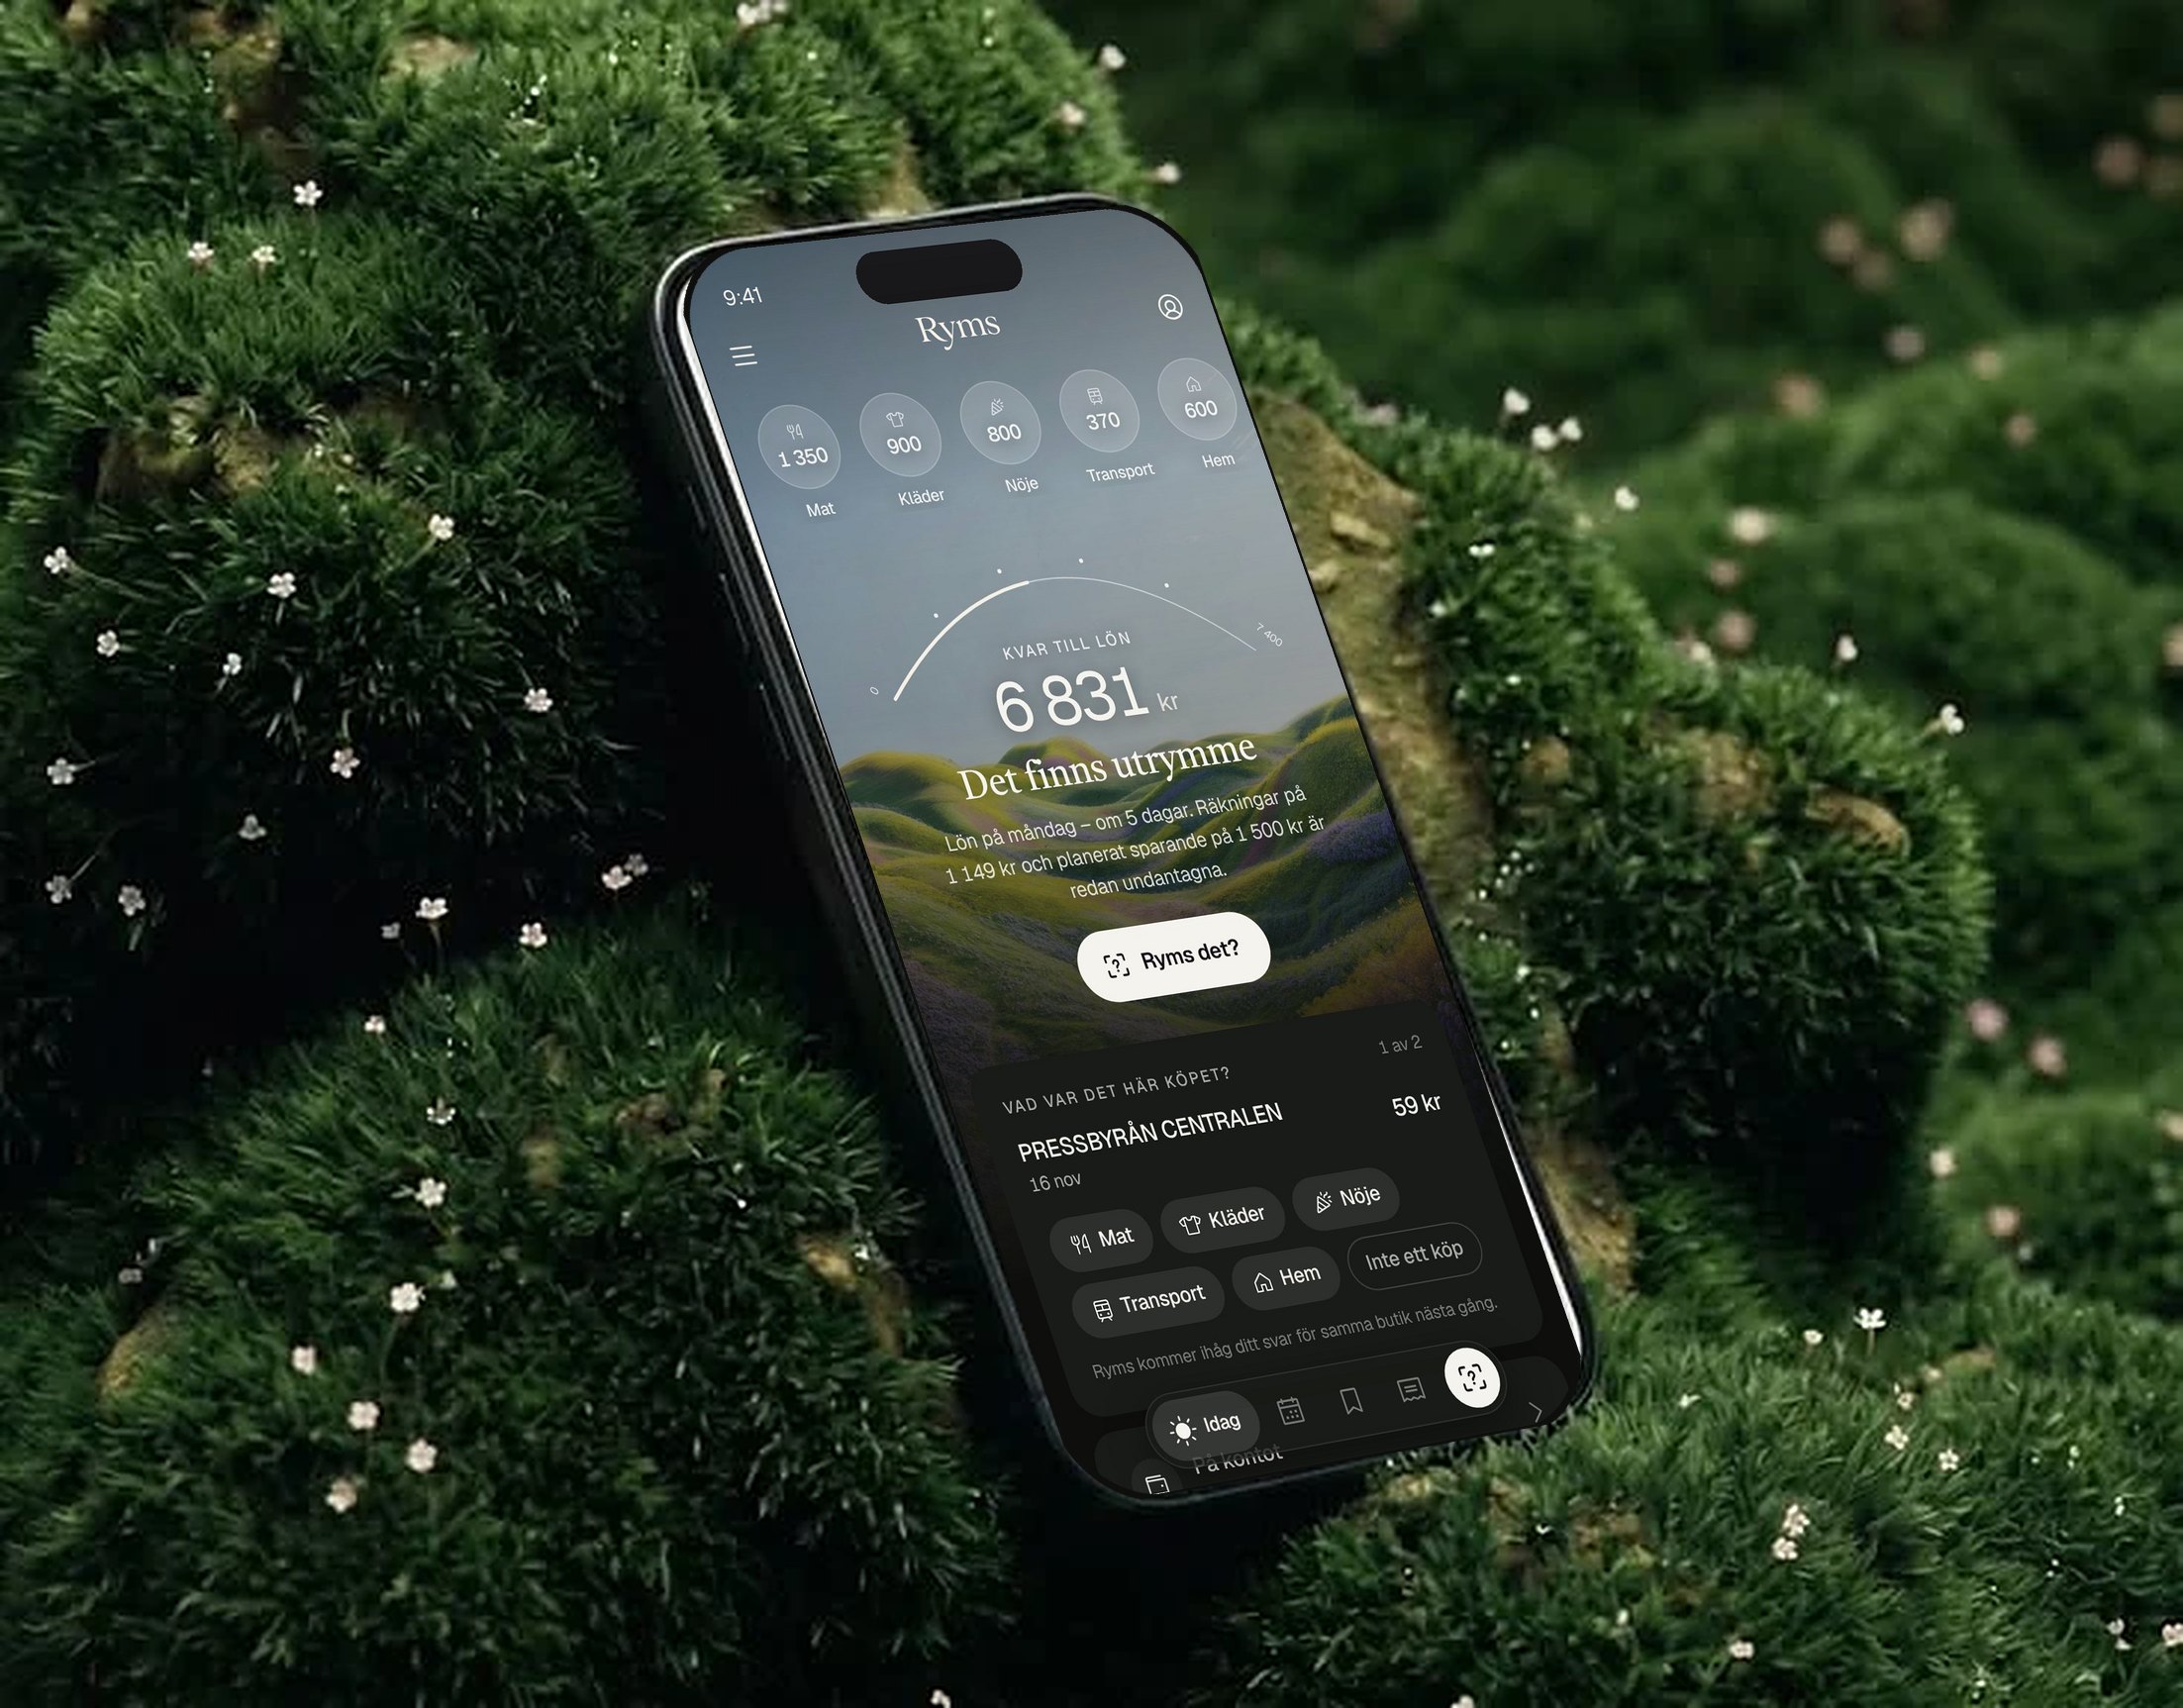 9:41
Ryms
1 350
900
800
370
600
Mat
Kläder
Nöje
Transport
Hem
0
7 400
KVAR TILL LÖN
6 831 kr
Det finns utrymme
Lön på måndag – om 5 dagar. Räkningar på
1 149 kr och planerat sparande på 1 500 kr är
redan undantagna.
Ryms det?
VAD VAR DET HÄR KÖPET?
1 av 2
PRESSBYRÅN CENTRALEN
59 kr
16 nov
Mat
Kläder
Nöje
Transport
Hem
Inte ett köp
Ryms kommer ihåg ditt svar för samma butik nästa gång.
Idag
På kontot